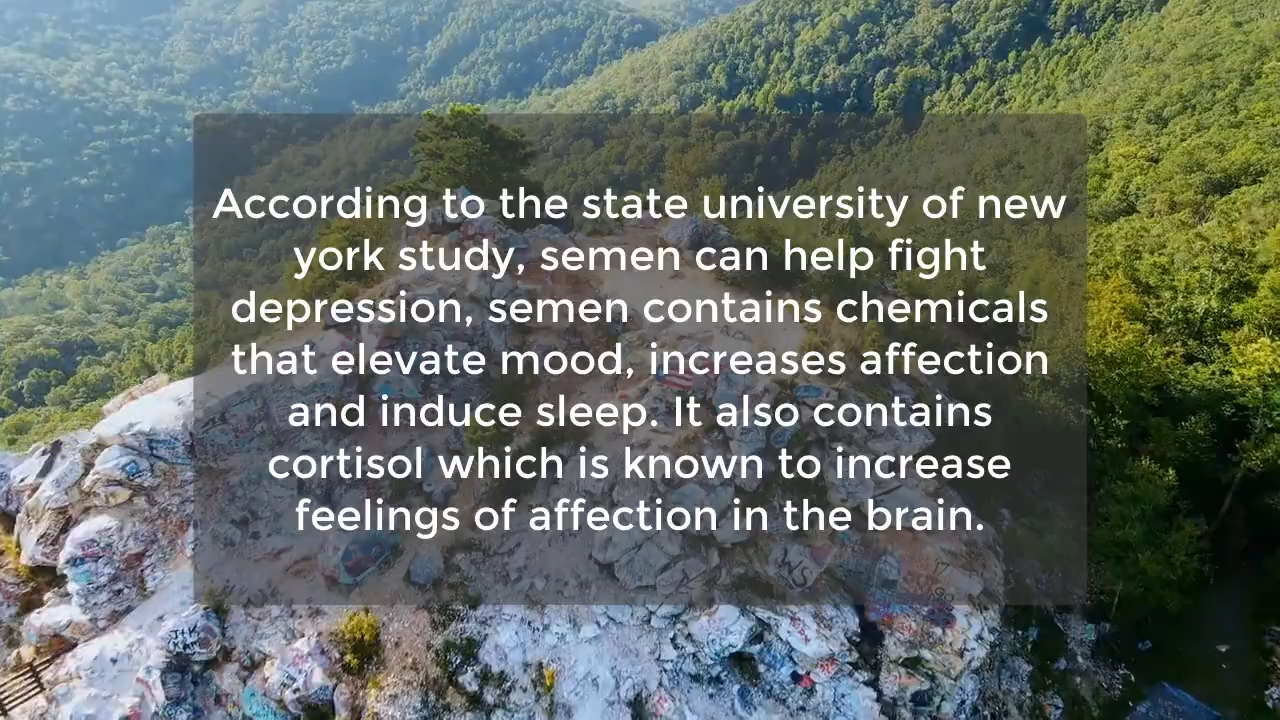 According to the state university of new
york study, semen can help fight
depression, semen contains chemicals
that elevate mood, increases affection
and induce sleep. It also contains
cortisol which is known to increase
feelings of affection in the brain.